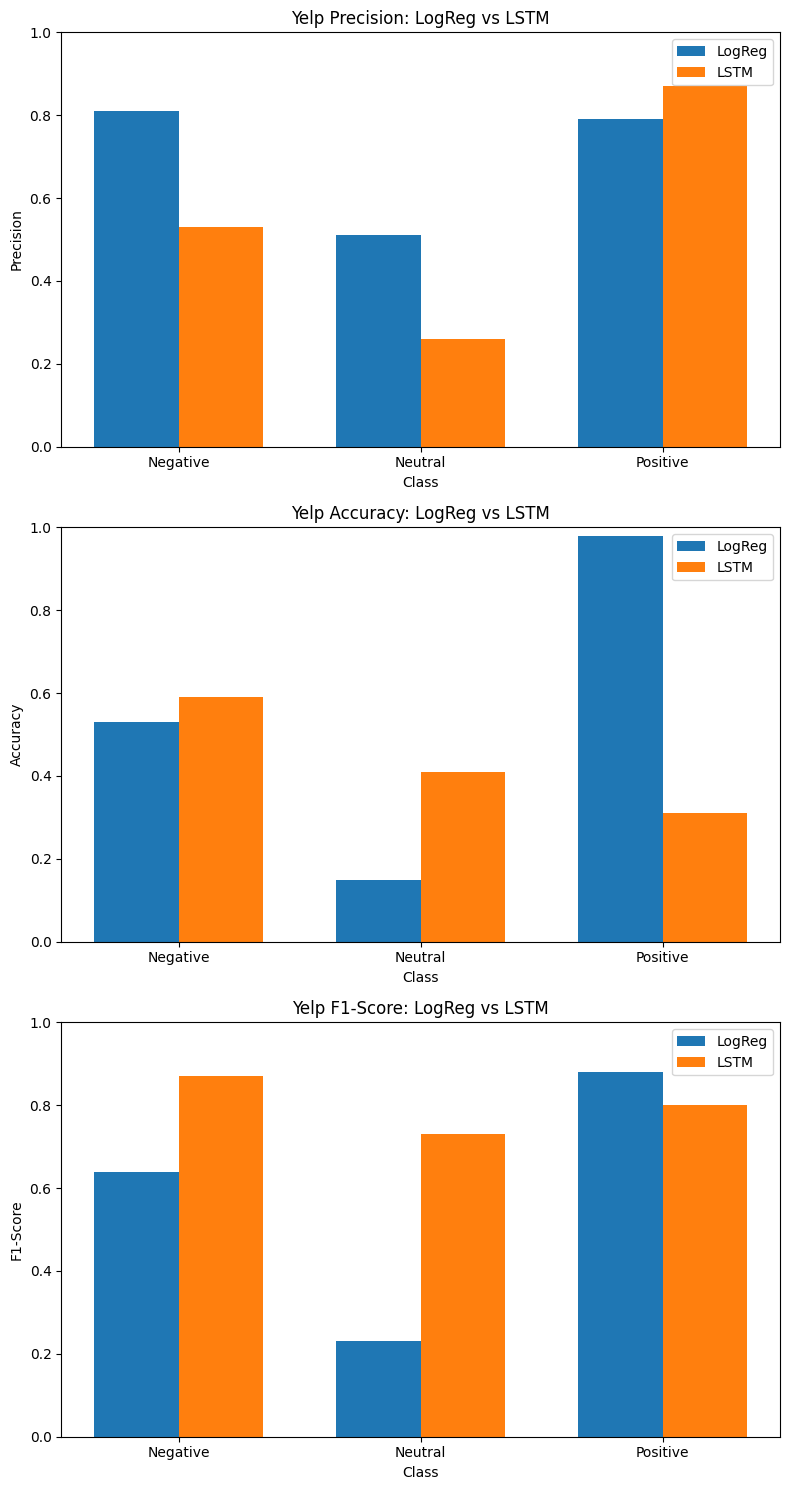 Yelp Precision: LogReg vs LSTM
1.0
LogReg
LSTM
0.8
0.6
Precision
0.4
0.2
0.0
Negative Neutral Positive
Class
Yelp Accuracy: LogReg vs LSTM
1.0
LogReg
LSTM
0.8
0.6
Accuracy
0.4
0.2
0.0
Negative Neutral Positive
Class
Yelp F1-Score: LogReg vs LSTM
1.0
LogReg
LSTM
0.8
0.6
F1-Score
0.4
0.2
0.0
Negative Neutral Positive
Class